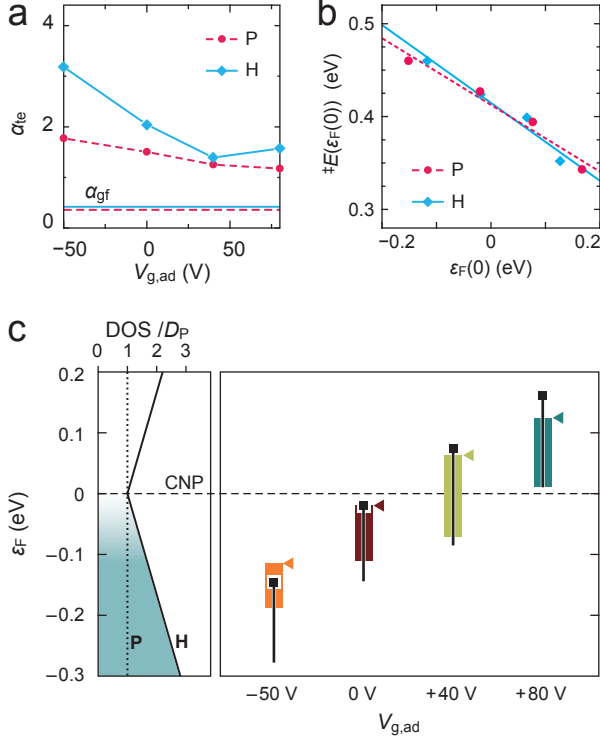 a
4
2
0
α_te
P
H
α_gf
−50
0
50
V_g,ad (V)
b
0.5
0.4
0.3
‡E(ε_F(0)) (eV)
P
H
−0.2
0
0.2
ε_F(0) (eV)
c
DOS /D_P
0 1 2 3
0.2
0.1
0
−0.1
−0.2
−0.3
ε_F (eV)
CNP
P
H
−50 V
0 V
+40 V
+80 V
V_g,ad